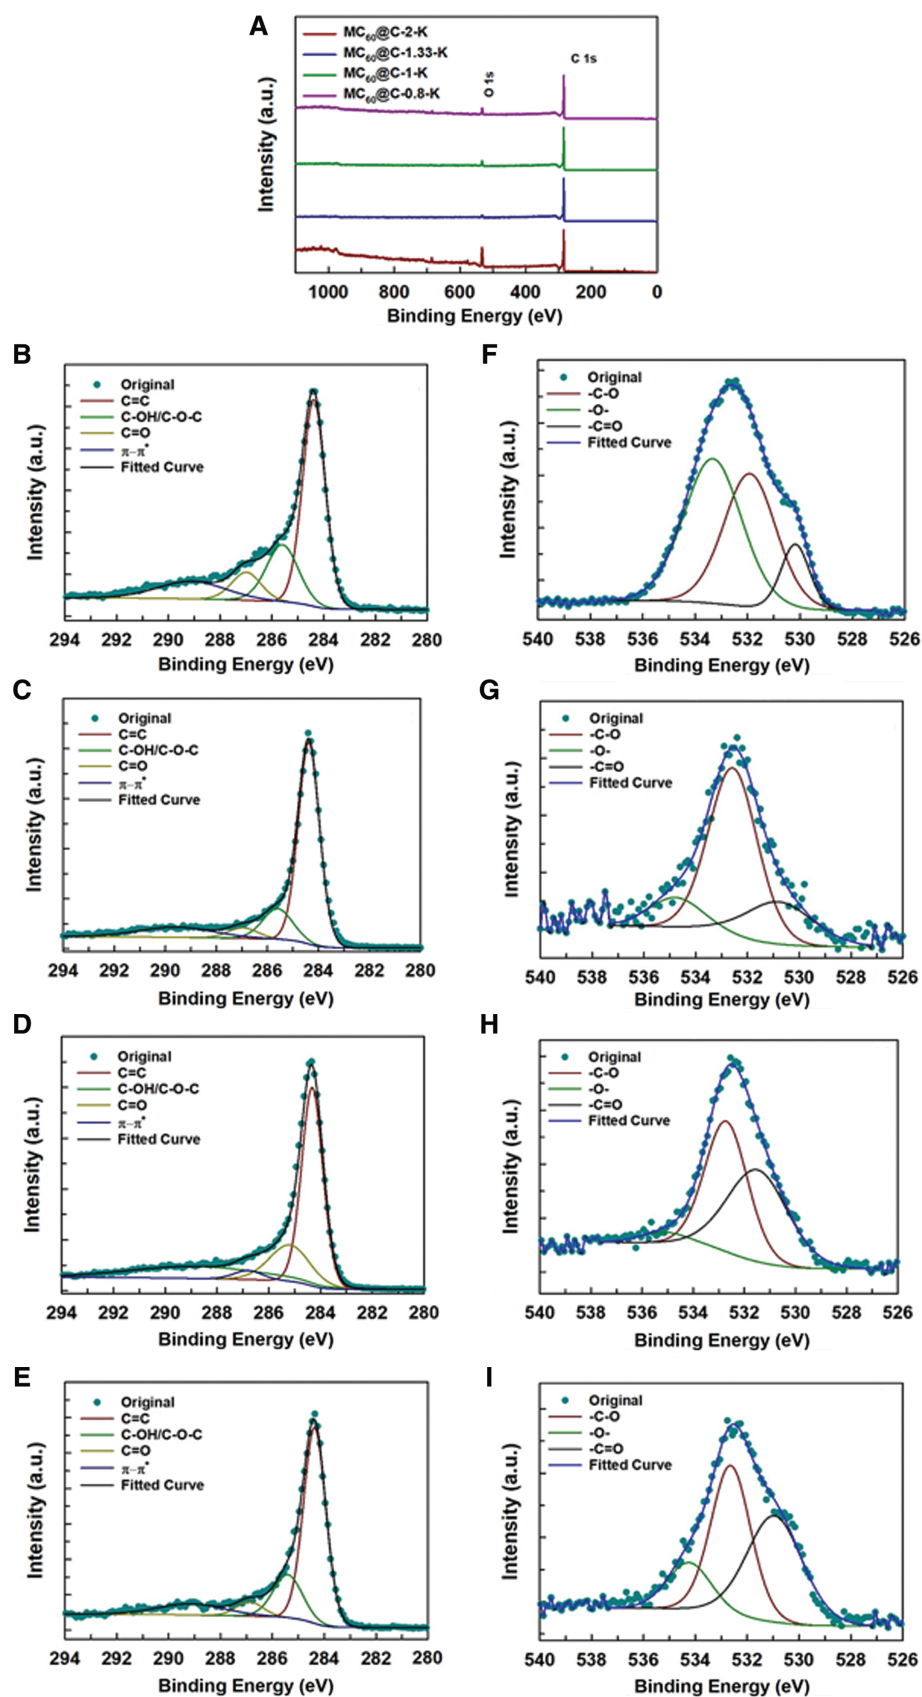 A
MC60@C-2-K
MC60@C-1.33-K
MC60@C-1-K
MC60@C-0.8-K
O 1s
C 1s
Intensity (a.u.)
1000 800 600 400 200 0
Binding Energy (eV)
B
Original
C=C
C-OH/C-O-C
C=O
π-π*
Fitted Curve
Intensity (a.u.)
294 292 290 288 286 284 282 280
Binding Energy (eV)
F
Original
-C-O
-O-
-C=O
Fitted Curve
Intensity (a.u.)
540 538 536 534 532 530 528 526
Binding Energy (eV)
C
Original
C=C
C-OH/C-O-C
C=O
π-π*
Fitted Curve
Intensity (a.u.)
294 292 290 288 286 284 282 280
Binding Energy (eV)
G
Original
-C-O
-O-
-C=O
Fitted Curve
Intensity (a.u.)
540 538 536 534 532 530 528 526
Binding Energy (eV)
D
Original
C=C
C-OH/C-O-C
C=O
π-π*
Fitted Curve
Intensity (a.u.)
294 292 290 288 286 284 282 280
Binding Energy (eV)
H
Original
-C-O
-O-
-C=O
Fitted Curve
Intensity (a.u.)
540 538 536 534 532 530 528 526
Binding Energy (eV)
E
Original
C=C
C-OH/C-O-C
C=O
π-π*
Fitted Curve
Intensity (a.u.)
294 292 290 288 286 284 282 280
Binding Energy (eV)
I
Original
-C-O
-O-
-C=O
Fitted Curve
Intensity (a.u.)
540 538 536 534 532 530 528 526
Binding Energy (eV)